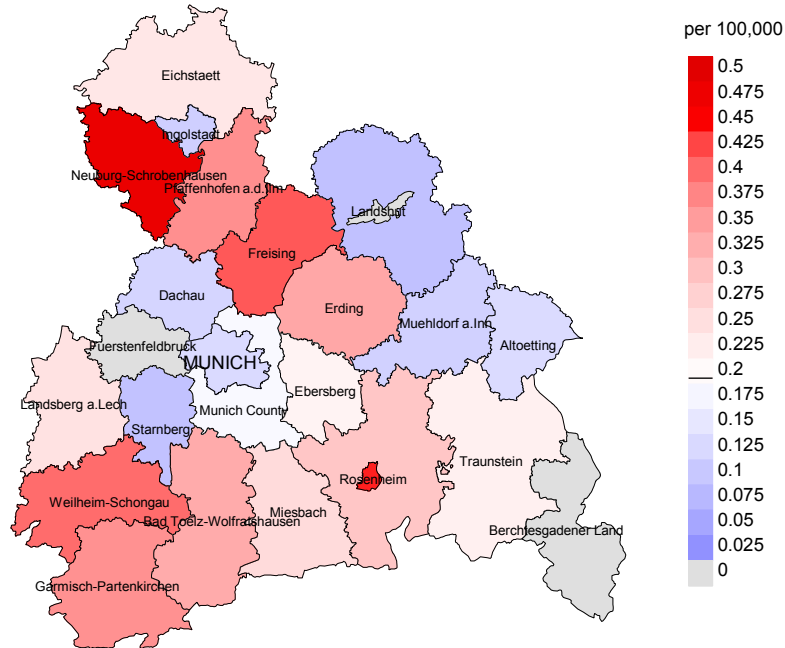 per 100,000
0.5
0.475
0.45
0.425
0.4
0.375
0.35
0.325
0.3
0.275
0.25
0.225
0.2
0.175
0.15
0.125
0.1
0.075
0.05
0.025
0
Eichstaett
Ingolstadt
Neuburg-Schrobenhausen
Pfaffenhofen a.d.Ilm
Landshut
Freising
Dachau
Erding
Muehldorf a.Inn
Altoetting
Fuerstenfeldbruck
MUNICH
Ebersberg
Landsberg a.Lech
Munich County
Starnberg
Traunstein
Rosenheim
Weilheim-Schongau
Miesbach
Bad Toelz-Wolfratshausen
Berchtesgadener Land
Garmisch-Partenkirchen